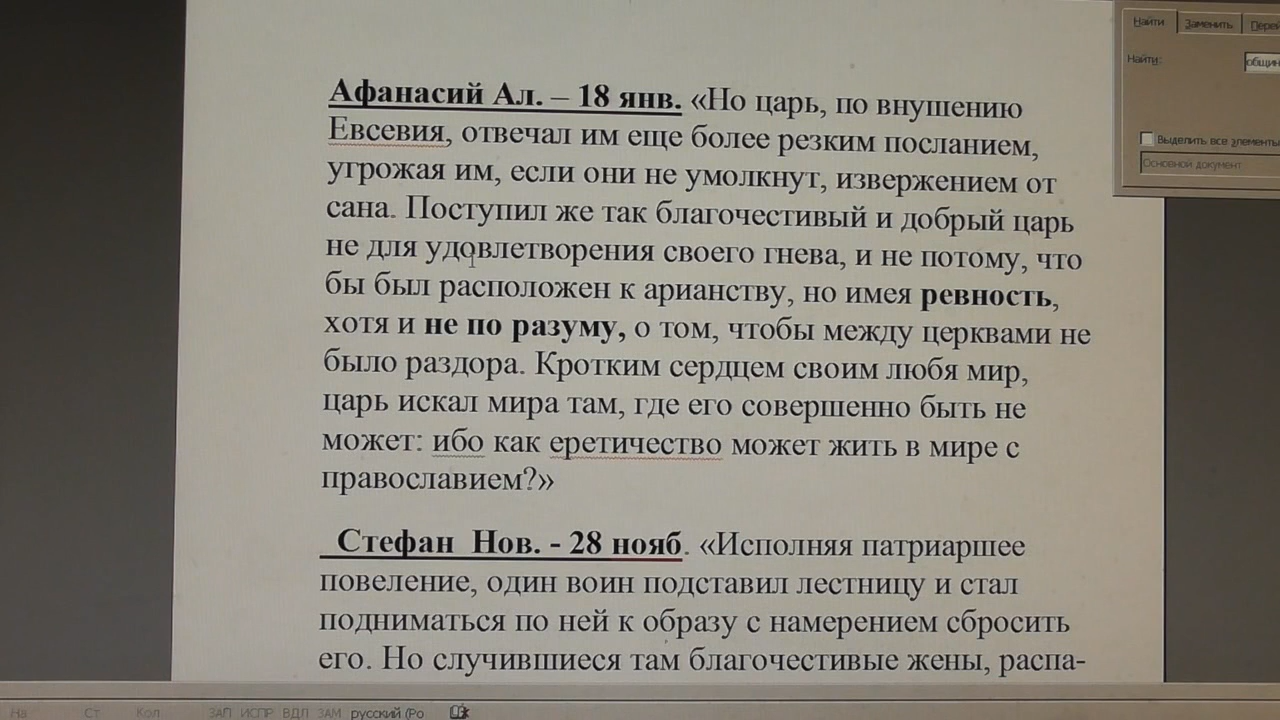 Найти Заменить
Найти:
Выделить все элементы
Основной документ
Афанасий Ал. – 18 янв. «Но царь, по внушению
Евсевия, отвечал им еще более резким посланием,
угрожая им, если они не умолкнут, извержением от
сана. Поступил же так благочестивый и добрый царь
не для удовлетворения своего гнева, и не потому, что
бы был расположен к арианству, но имея ревность,
хотя и не по разуму, о том, чтобы между церквами не
было раздора. Кротким сердцем своим любя мир,
царь искал мира там, где его совершенно быть не
может: ибо как еретичество может жить в мире с
православием?»
Стефан Нов. - 28 нояб. «Исполняя патриаршее
повеление, один воин подставил лестницу и стал
подниматься по ней к образу с намерением сбросить
его. Но случившиеся там благочестивые жены, распа-
На Ст Кол ЗАП ИСПР ВДЛ ЗАМ русский (Ро